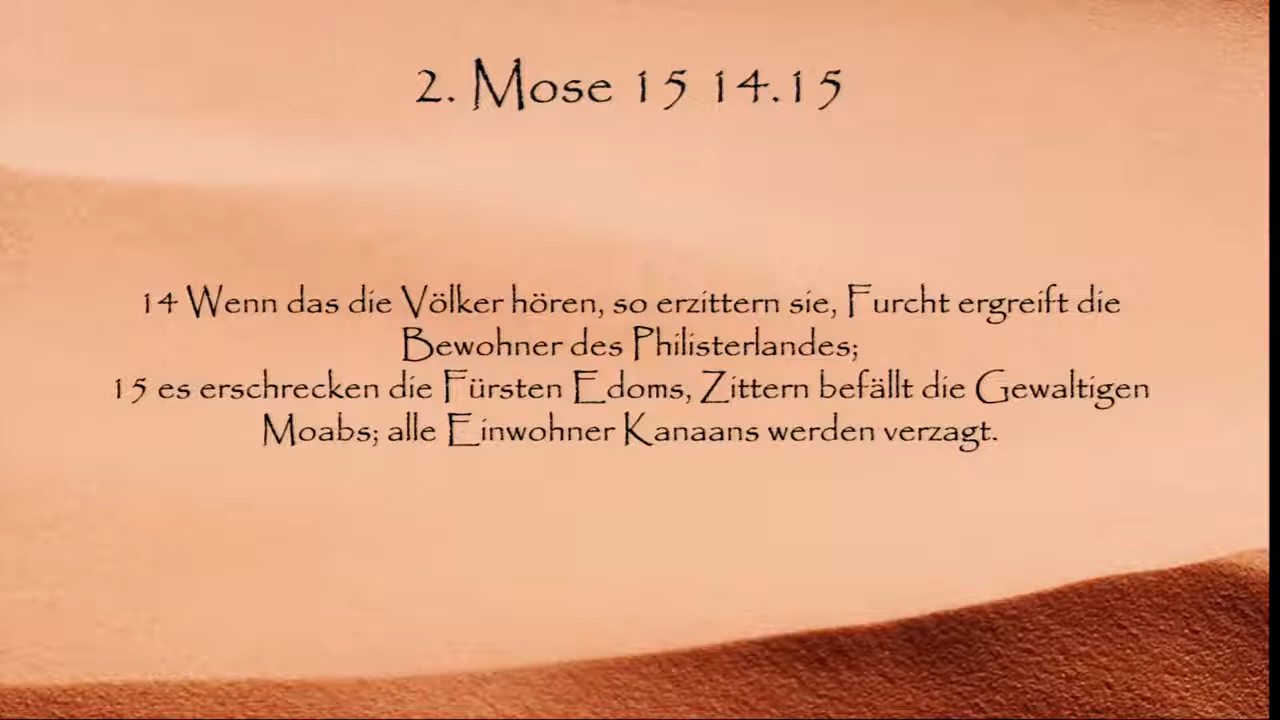 2. Mose 15 14.15
14 Wenn das die Völker hören, so erzittern sie, Furcht ergreift die
Bewohner des Philisterlandes;
15 es erschrecken die Fürsten Edoms, Zittern befällt die Gewaltigen
Moabs; alle Einwohner Kanaans werden verzagt.